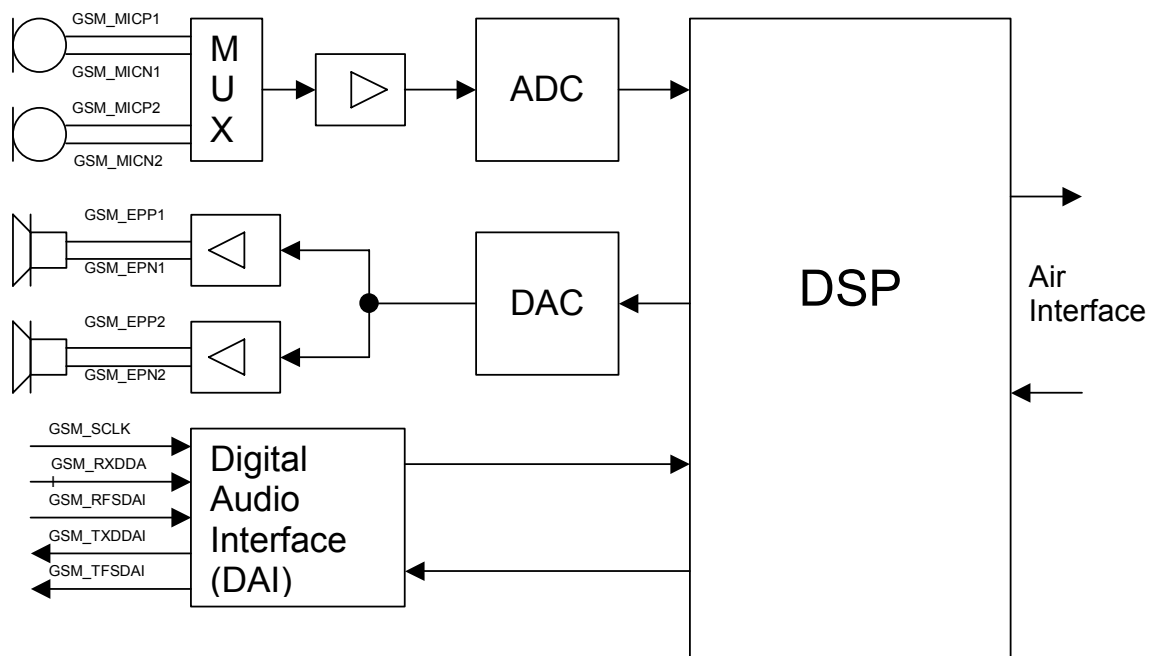 GSM_MICP1
GSM_MICN1
GSM_MICP2
GSM_MICN2
M
U
X
ADC
GSM_EPP1
GSM_EPN1
GSM_EPP2
GSM_EPN2
DAC
DSP
Air
Interface
GSM_SCLK
GSM_RXDDA
GSM_RFSDAI
GSM_TXDDAI
GSM_TFSDAI
Digital
Audio
Interface
(DAI)